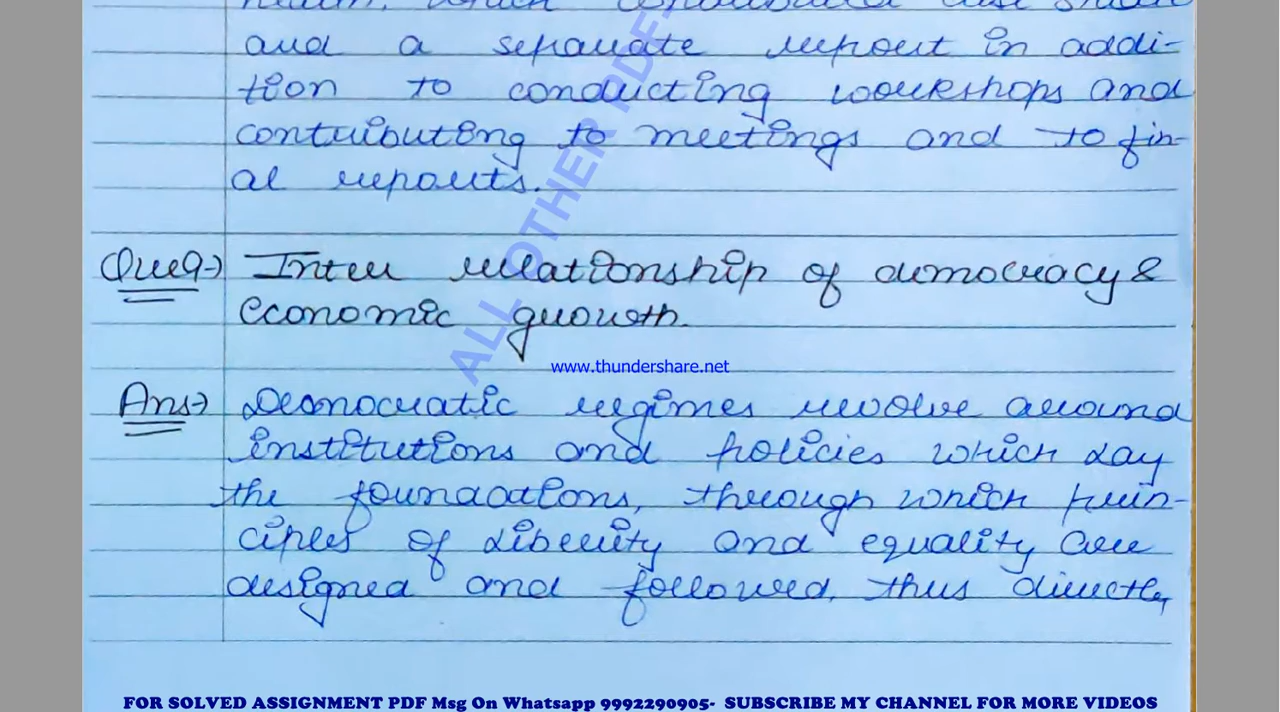 and a separate report in addi-
tion to conducting workshops and
contributing to meetings and to fin-
al reports.
Que9→) Inter relationship of democracy &
economic growth.
www.thundershare.net
Ans→) Democratic regimes revolve around
institutions and policies which lay
the foundations, through which prin-
ciples of liberity and equality are
designed and followed, thus directly
ALL OTHER PDF
FOR SOLVED ASSIGNMENT PDF Msg On Whatsapp 9992290905- SUBSCRIBE MY CHANNEL FOR MORE VIDEOS